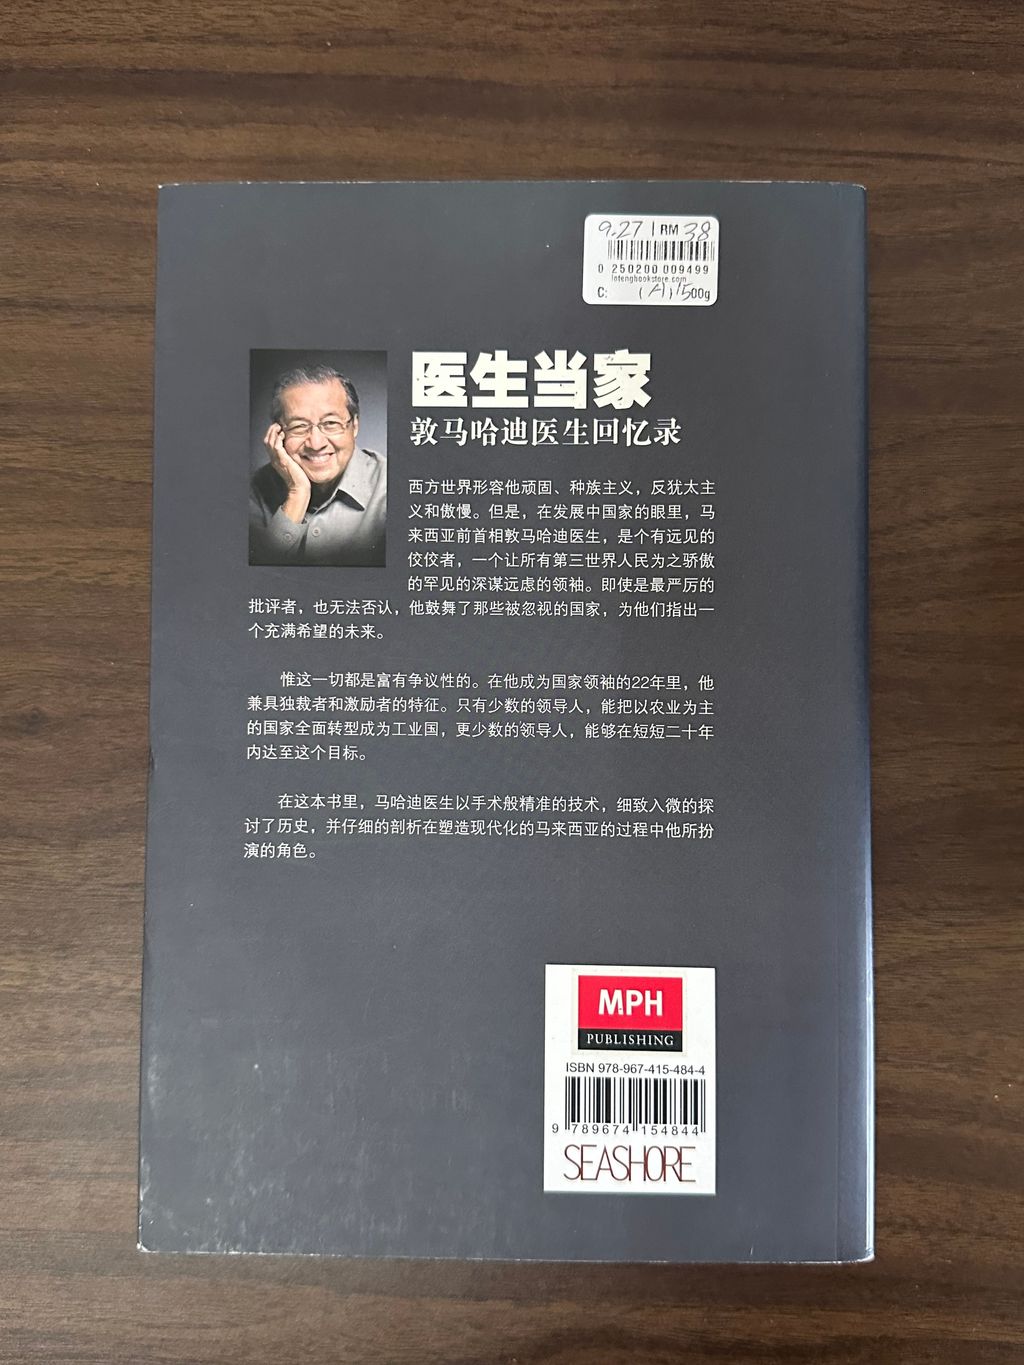 9.27 | RM 38
0 250200 009499
lotengbookstore.com
C: (A) 1500g
医生当家
敦马哈迪医生回忆录
西方世界形容他顽固、种族主义，反犹太主
义和傲慢。但是，在发展中国家的眼里，马
来西亚前首相敦马哈迪医生，是个有远见的
佼佼者，一个让所有第三世界人民为之骄傲
的罕见的深谋远虑的领袖。即使是最严厉的
批评者，也无法否认，他鼓舞了那些被忽视的国家，为他们指出一
个充满希望的未来。
惟这一切都是富有争议性的。在他成为国家领袖的22年里，他
兼具独裁者和激励者的特征。只有少数的领导人，能把以农业为主
的国家全面转型成为工业国，更少数的领导人，能够在短短二十年
内达至这个目标。
在这本书里，马哈迪医生以手术般精准的技术，细致入微的探
讨了历史，并仔细的剖析在塑造现代化的马来西亚的过程中他所扮
演的角色。
MPH
PUBLISHING
ISBN 978-967-415-484-4
9 789674 154844
SEASHORE